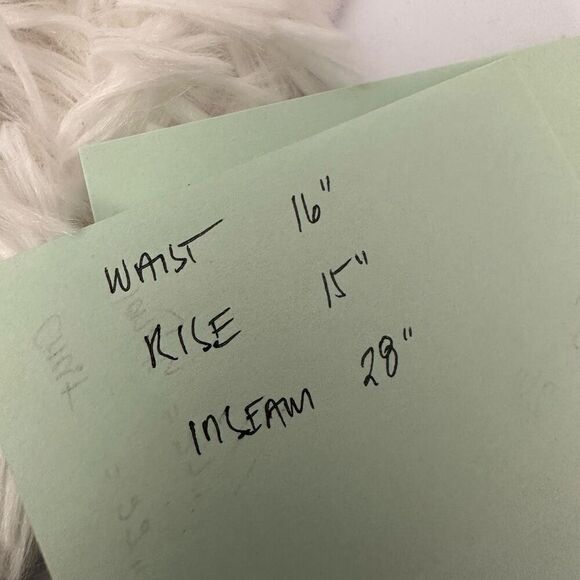 WAIST 16"
RISE 15"
INSEAM 28"